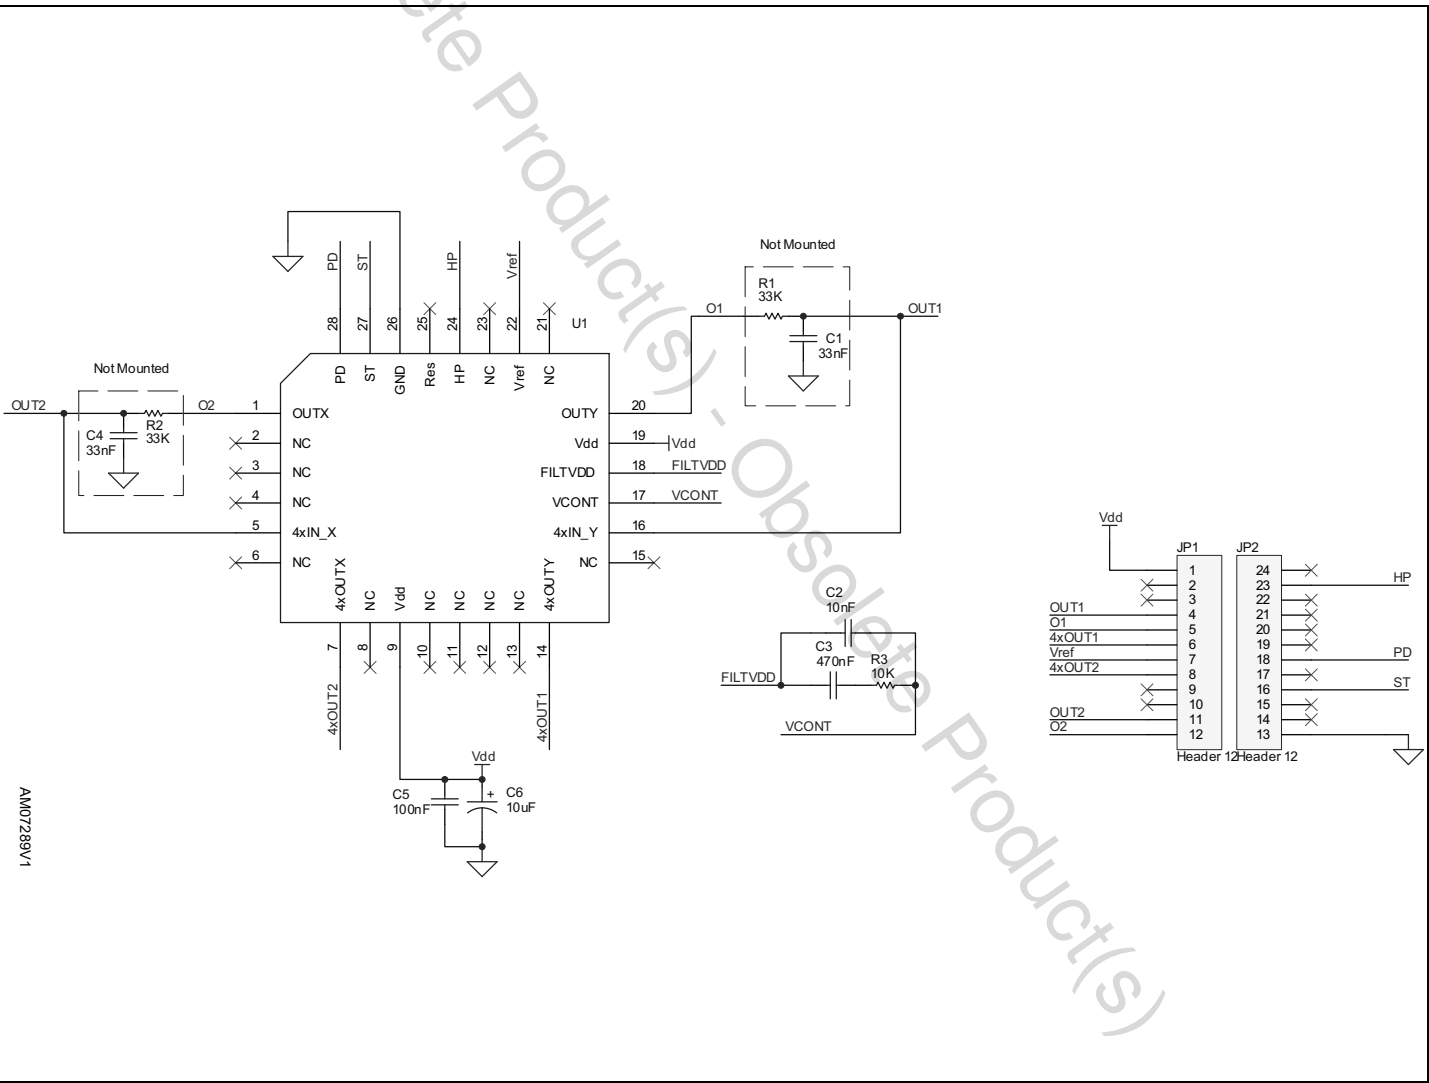 lete Product(s) - Obsolete Product(s)
Not Mounted
R1
33K
O1
OUT1
C1
33nF
PD
ST
HP
Vref
28
27
26
25
24
23
22
21
U1
PD
ST
GND
Res
HP
NC
Vref
NC
Not Mounted
OUT2
O2
C4
33nF
R2
33K
1 OUTX
2 NC
3 NC
4 NC
5 4xIN_X
6 NC
OUTY 20
Vdd 19 Vdd
FILTVDD 18 FILTVDD
VCONT 17 VCONT
4xIN_Y 16
NC 15
4xOUTX
NC
Vdd
NC
NC
NC
NC
4xOUTY
7
8
9
10
11
12
13
14
4xOUT2
4xOUT1
Vdd
C5
100nF
+
C6
10uF
C2
10nF
C3
470nF
R3
10K
FILTVDD
VCONT
Vdd
JP1
1
2
3
OUT1 4
O1 5
4xOUT1 6
Vref 7
4xOUT2 8
9
10
OUT2 11
O2 12
Header 12
JP2
24
23 HP
22
21
20
19
18 PD
17
16 ST
15
14
13
Header 12
AM07289V1